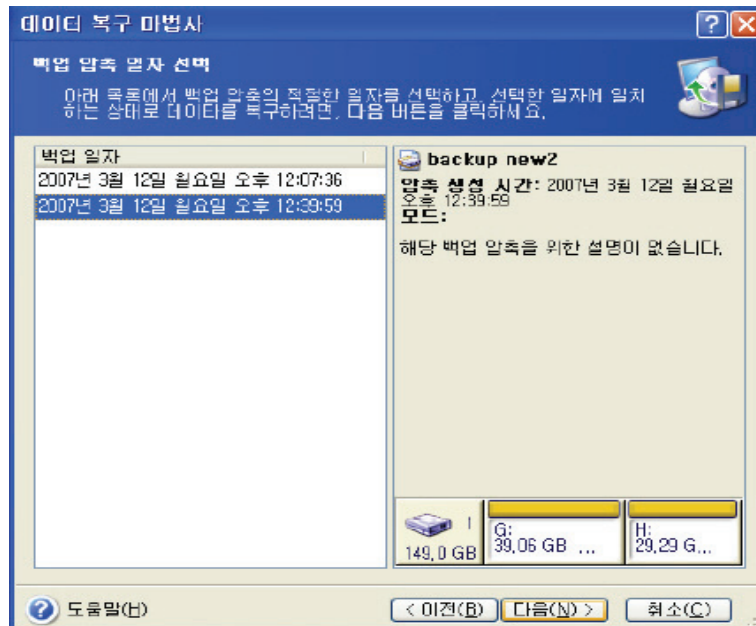 데이터 복구 마법사
백업 압축 일자 선택
아래 목록에서 백업 압축의 적절한 일자를 선택하고, 선택한 일자에 일치
하는 상태로 데이터를 복구하려면, 다음 버튼을 클릭하세요.
백업 일자
2007년 3월 12일 월요일 오후 12:07:36
2007년 3월 12일 월요일 오후 12:39:59
backup new2
압축 생성 시간: 2007년 3월 12일 월요일
오후 12:39:59
모드:
해당 백업 압축을 위한 설명이 없습니다.
1
149,0 GB
G:
39,06 GB ...
H:
29,29 G...
도움말(H)
< 이전(B)
다음(N) >
취소(C)